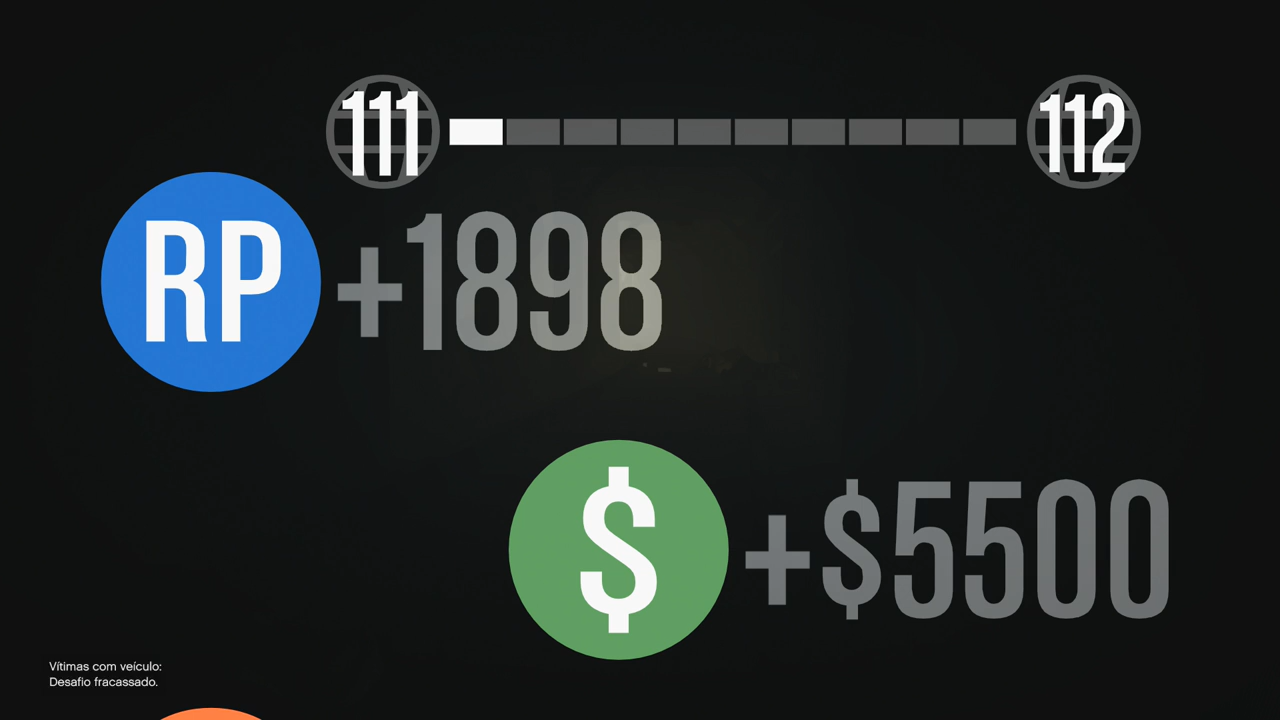 111 112
RP +1898
$ +$5500
Vítimas com veículo:
Desafio fracassado.